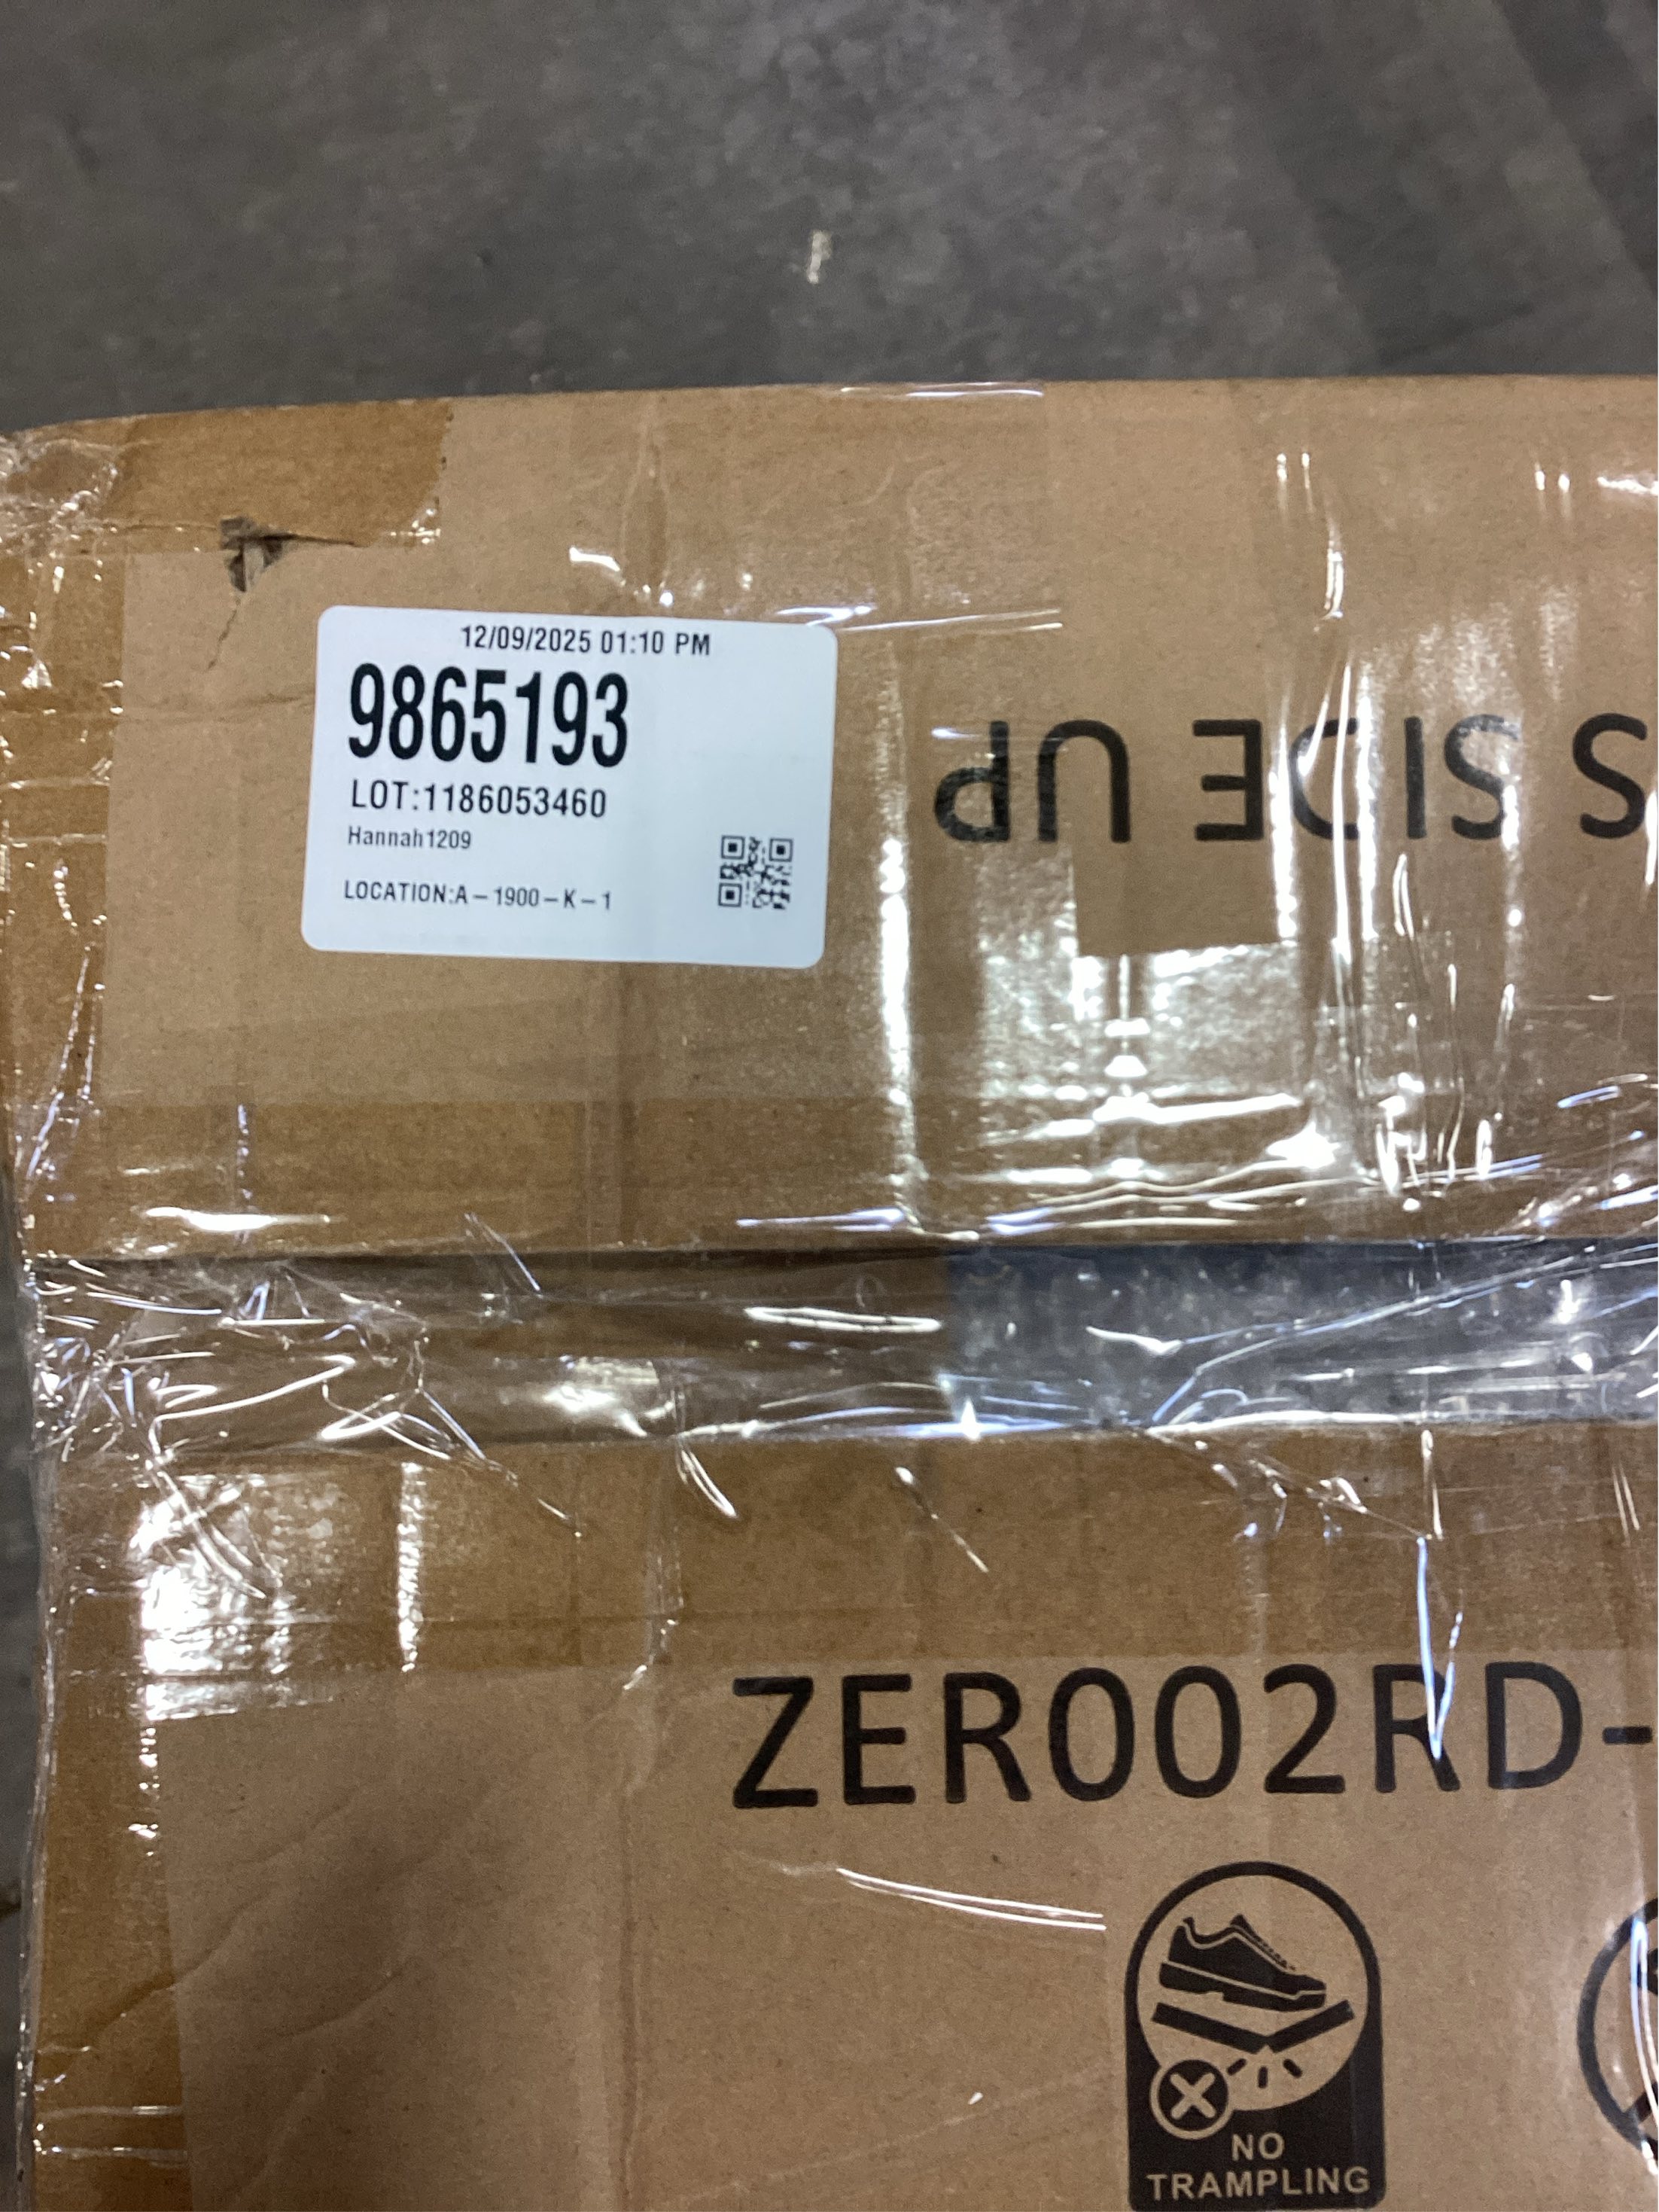 12/09/2025 01:10 PM
9865193
LOT:1186053460
Hannah1209
LOCATION:A-1900-K-1
S SIDE UP
ZER002RD-
NO
TRAMPLING